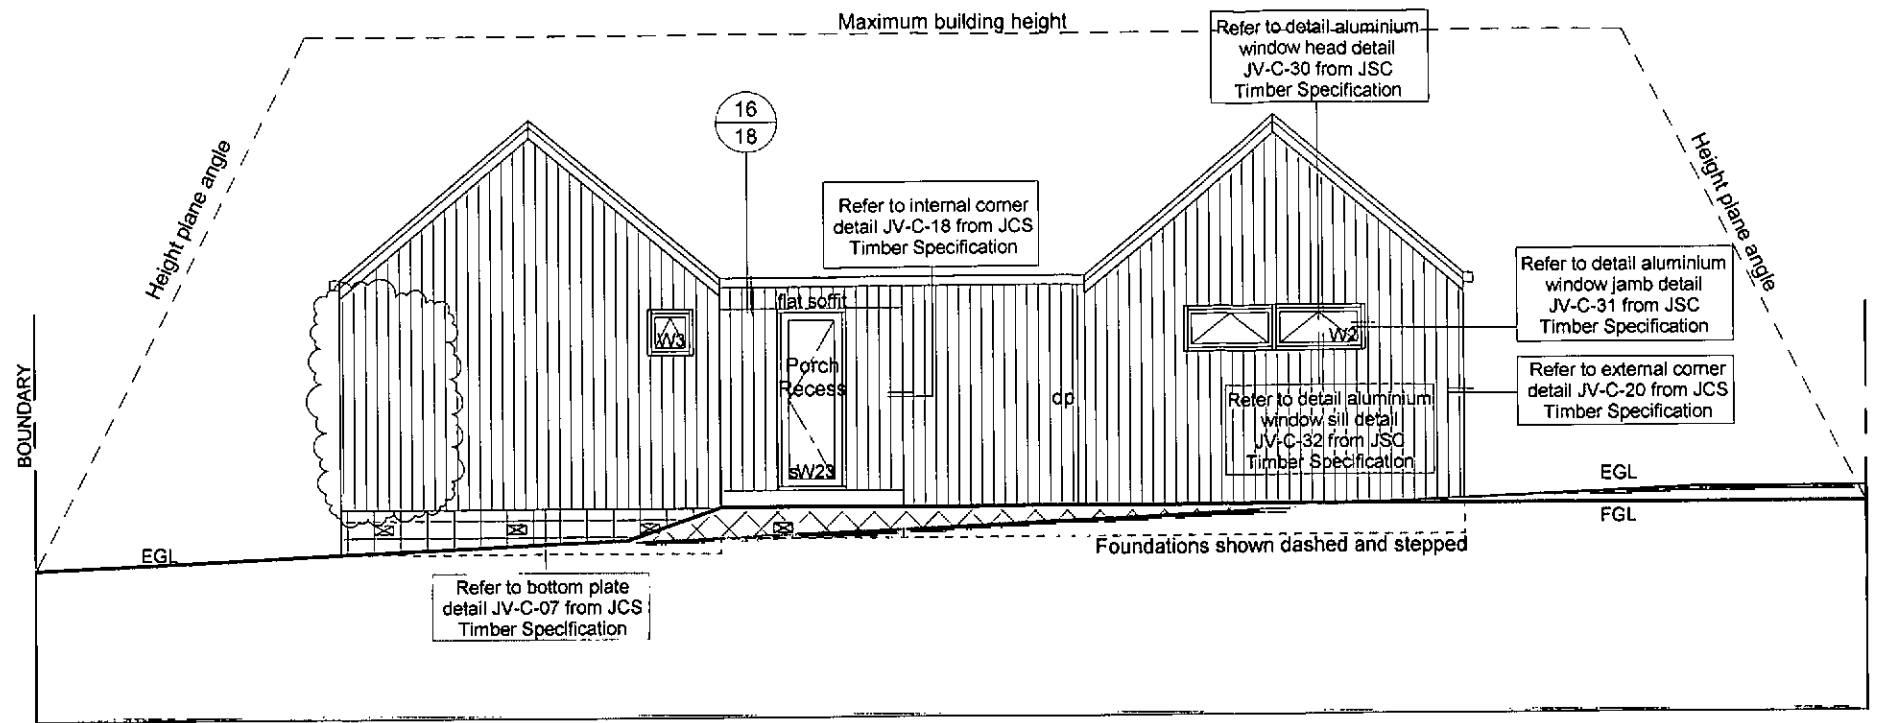 Maximum building height
Refer to detail aluminium
window head detail
JV-C-30 from JSC
Timber Specification
16
18
Height plane angle
Height plane angle
Refer to internal corner
detail JV-C-18 from JCS
Timber Specification
Refer to detail aluminium
window jamb detail
JV-C-31 from JSC
Timber Specification
flat soffit
W3
W2
Porch
Recess
sW23
dp
Refer to external corner
detail JV-C-20 from JCS
Timber Specification
Refer to detail aluminium
window sill detail
JV-C-32 from JSC
Timber Specification
BOUNDARY
EGL
FGL
EGL
Foundations shown dashed and stepped
Refer to bottom plate
detail JV-C-07 from JCS
Timber Specification